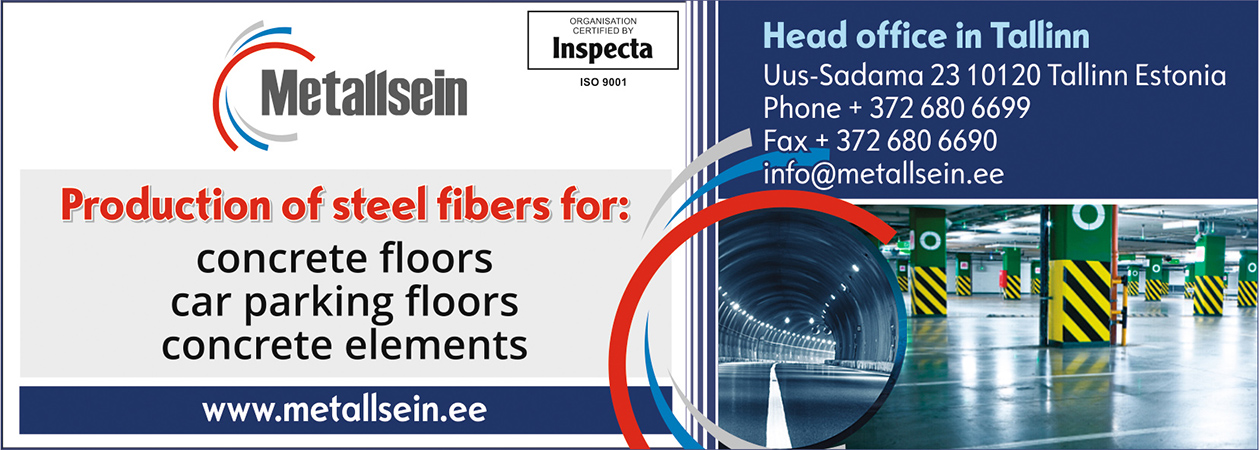 Metallsein
ORGANISATION
CERTIFIED BY
Inspecta
ISO 9001
Production of steel fibers for:
concrete floors
car parking floors
concrete elements
www.metallsein.ee
Head office in Tallinn
Uus-Sadama 23 10120 Tallinn Estonia
Phone + 372 680 6699
Fax + 372 680 6690
info@metallsein.ee